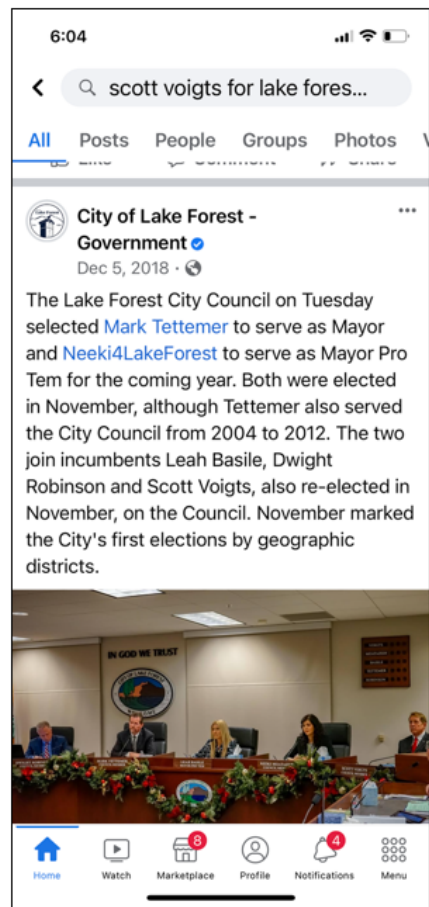 6:04
scott voigts for lake fores...
All Posts People Groups Photos
City of Lake Forest -
Government
Dec 5, 2018 ·
The Lake Forest City Council on Tuesday
selected Mark Tettemer to serve as Mayor
and Neeki4LakeForest to serve as Mayor Pro
Tem for the coming year. Both were elected
in November, although Tettemer also served
the City Council from 2004 to 2012. The two
join incumbents Leah Basile, Dwight
Robinson and Scott Voigts, also re-elected in
November, on the Council. November marked
the City's first elections by geographic
districts.
IN GOD WE TRUST
8
4
Home Watch Marketplace Profile Notifications Menu